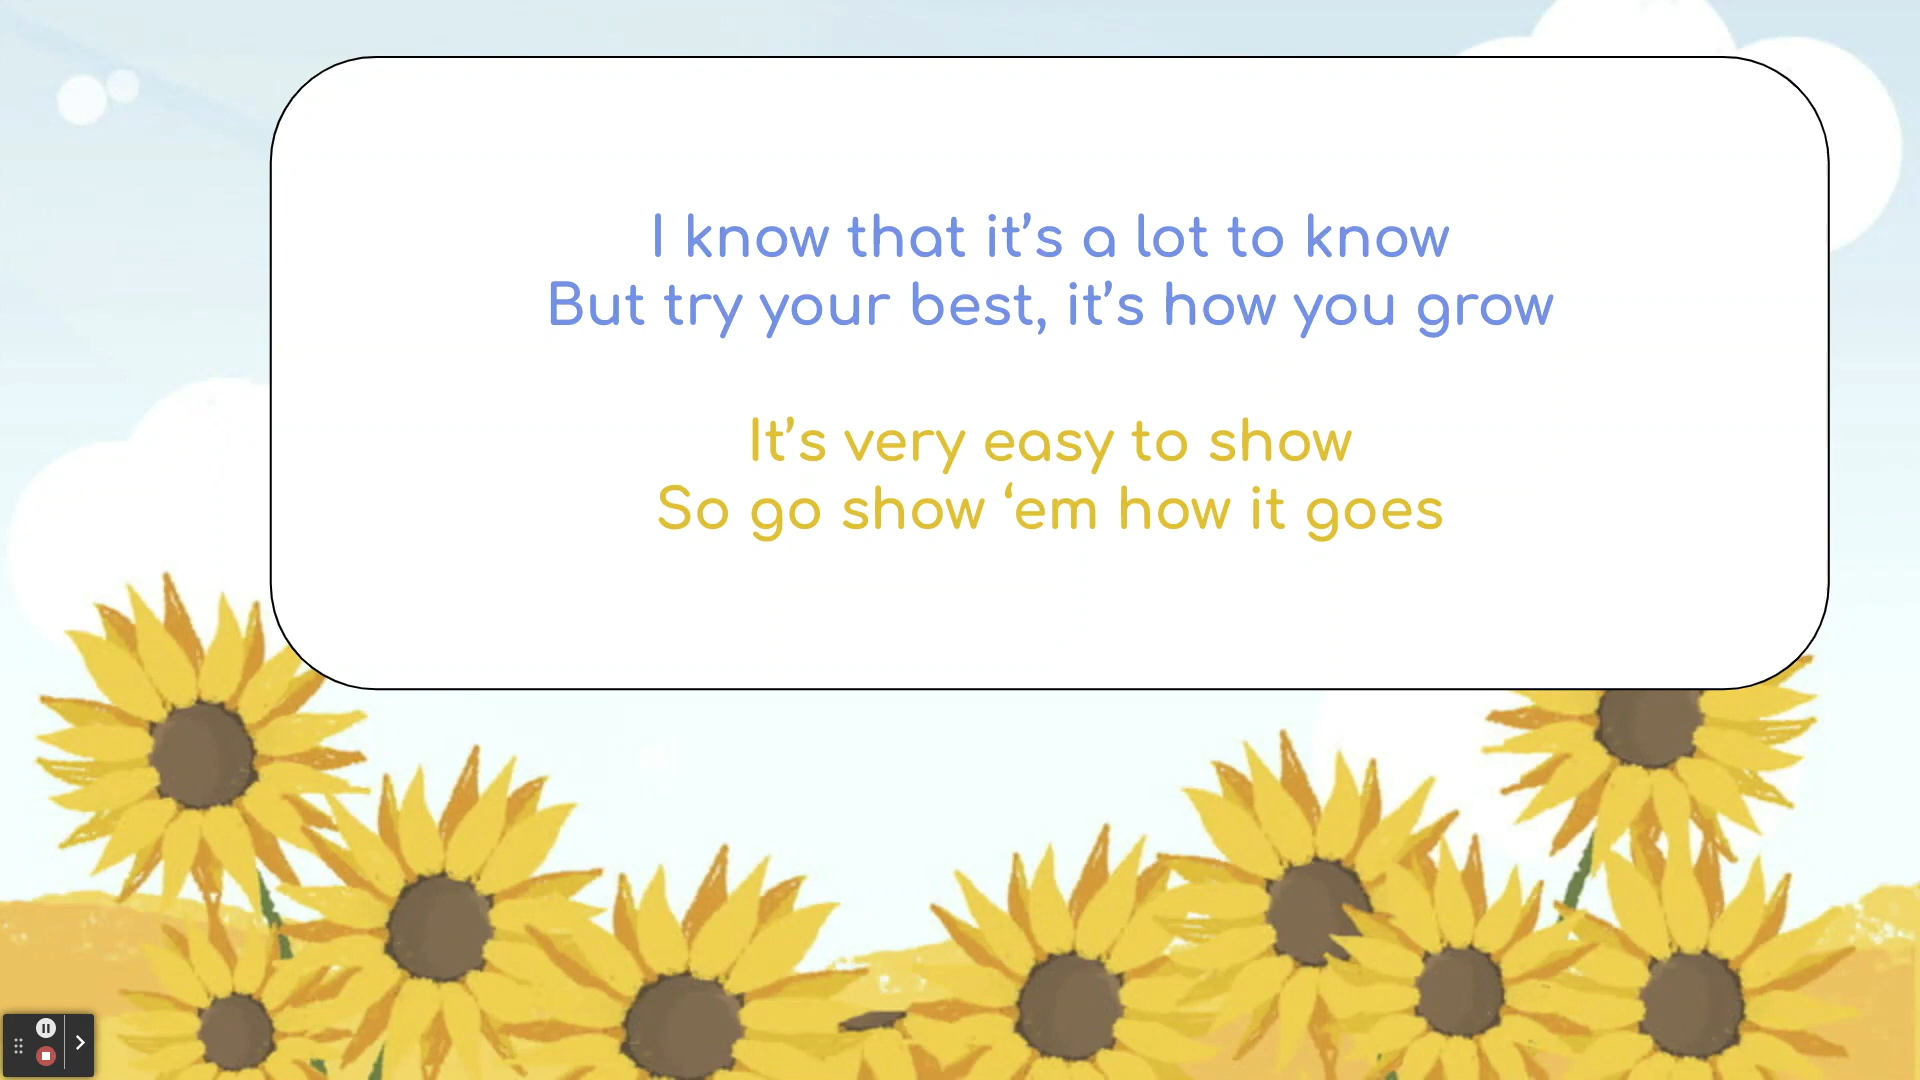 I know that it’s a lot to know
But try your best, it’s how you grow
It’s very easy to show
So go show ‘em how it goes